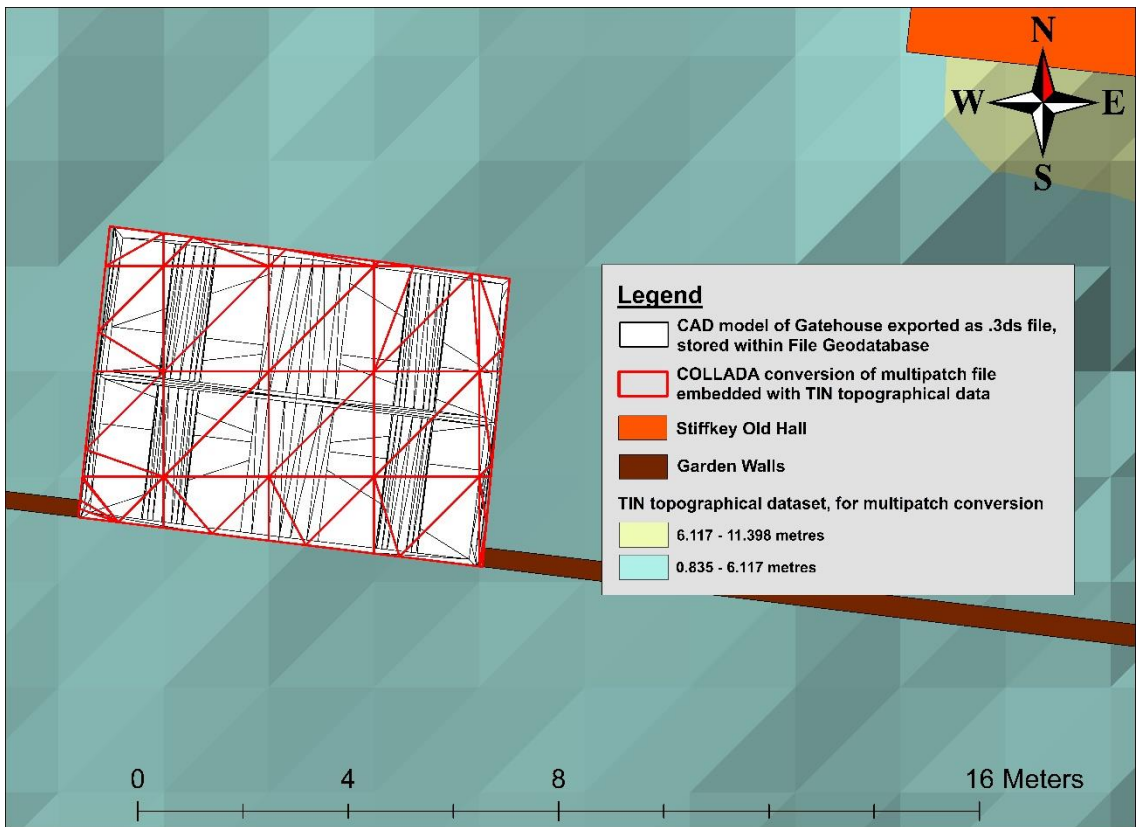 N
W E
S
Legend
CAD model of Gatehouse exported as .3ds file,
stored within File Geodatabase
COLLADA conversion of multipatch file
embedded with TIN topographical data
Stiffkey Old Hall
Garden Walls
TIN topographical dataset, for multipatch conversion
6.117 - 11.398 metres
0.835 - 6.117 metres
0 4 8 16 Meters